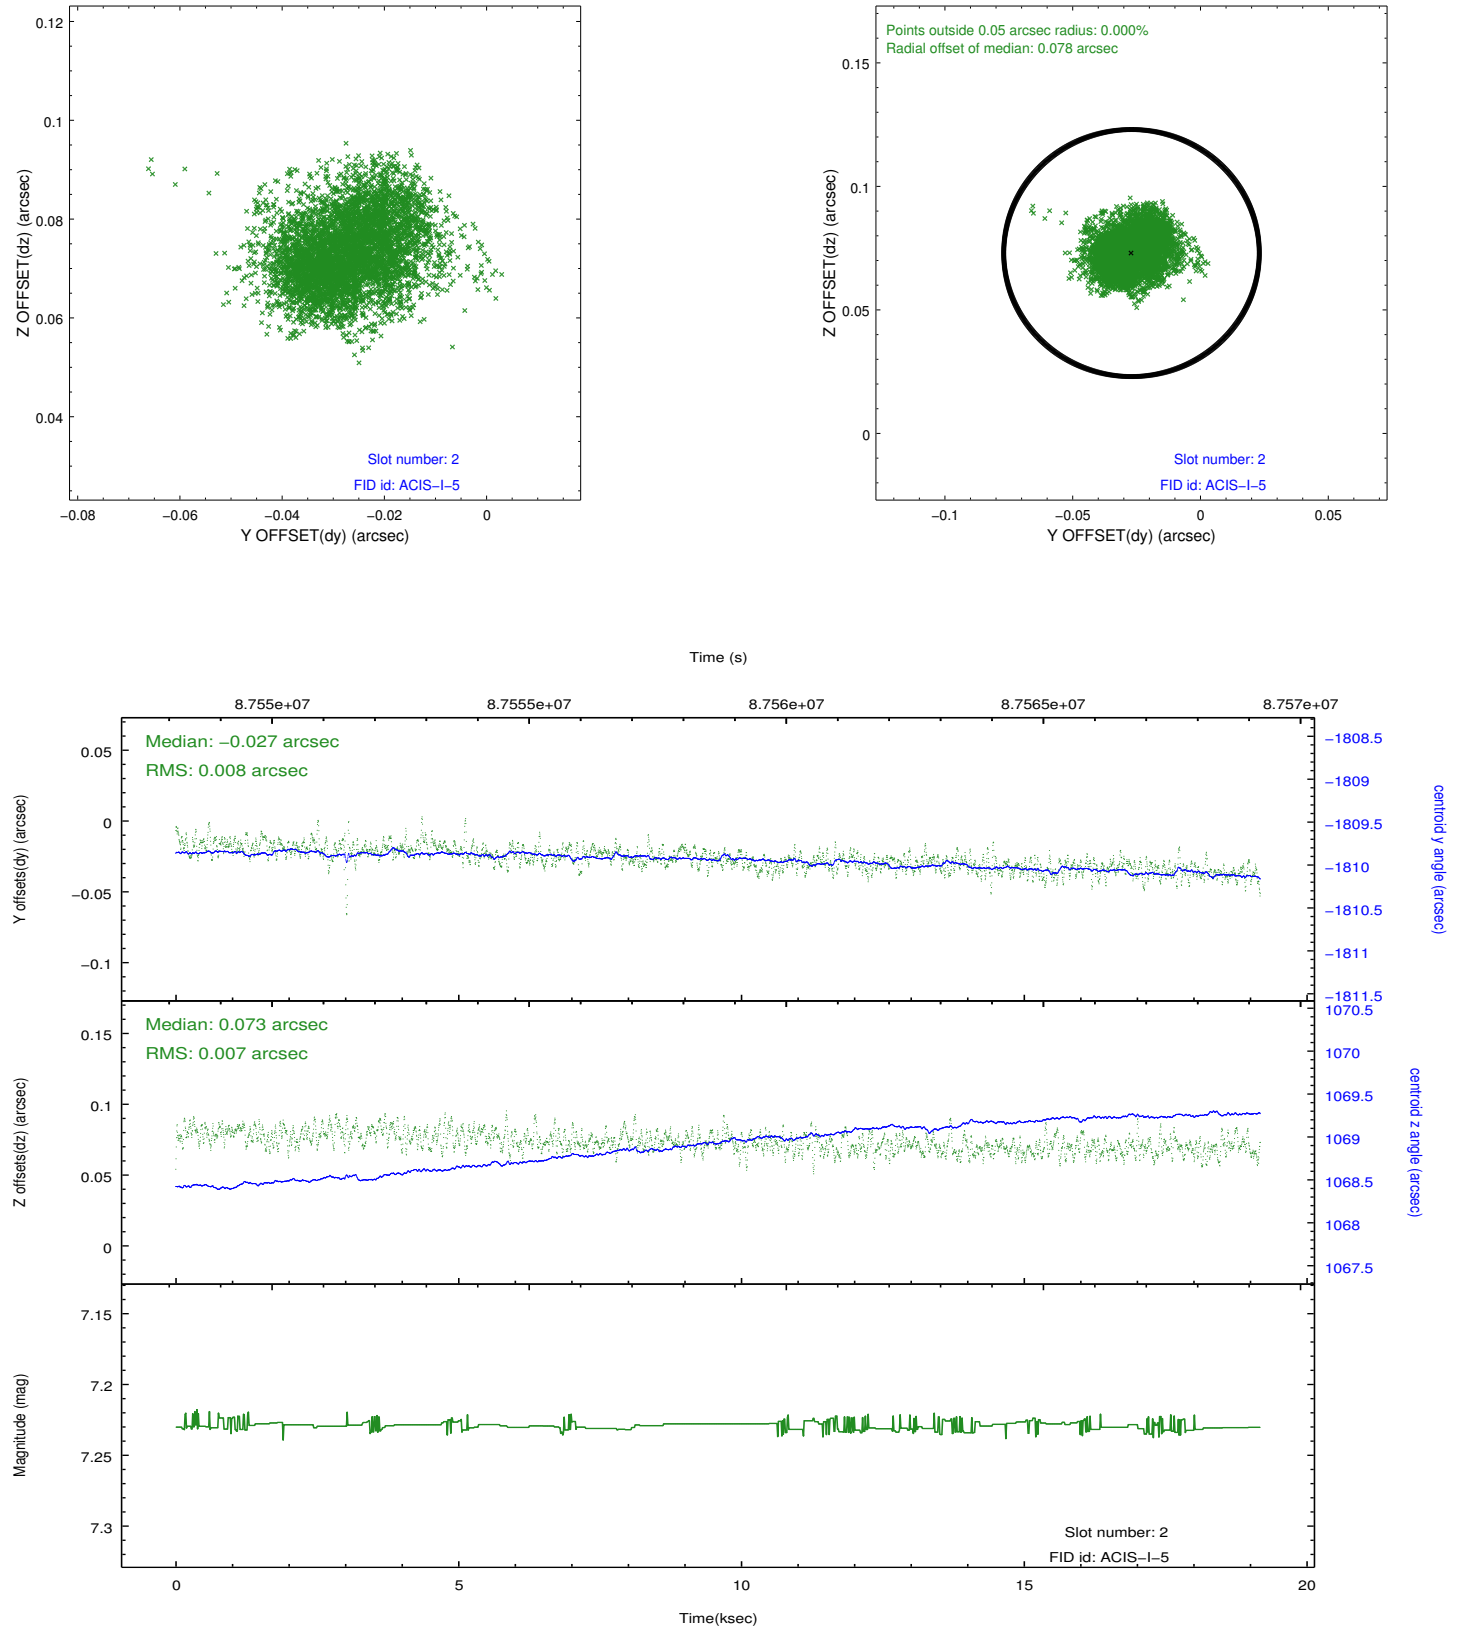 0.12
0.1
0.08
0.06
0.04
Z OFFSET(dz) (arcsec)
Slot number: 2
FID id: ACIS−I−5
−0.08 −0.06 −0.04 −0.02 0
Y OFFSET(dy) (arcsec)
Points outside 0.05 arcsec radius: 0.000%
Radial offset of median: 0.078 arcsec
0.15
0.1
0.05
0
Z OFFSET(dz) (arcsec)
Slot number: 2
FID id: ACIS−I−5
−0.1 −0.05 0 0.05
Y OFFSET(dy) (arcsec)
Time (s)
8.755e+07 8.7555e+07 8.756e+07 8.7565e+07 8.757e+07
Median: −0.027 arcsec
RMS: 0.008 arcsec
0.05
0
−0.05
−0.1
Y offsets(dy) (arcsec)
−1808.5
−1809
−1809.5
−1810
−1810.5
−1811
−1811.5
centroid y angle (arcsec)
Median: 0.073 arcsec
RMS: 0.007 arcsec
0.15
0.1
0.05
0
Z offsets(dz) (arcsec)
1070.5
1070
1069.5
1069
1068.5
1068
1067.5
centroid z angle (arcsec)
7.15
7.2
7.25
7.3
Magnitude (mag)
Slot number: 2
FID id: ACIS−I−5
0 5 10 15 20
Time(ksec)